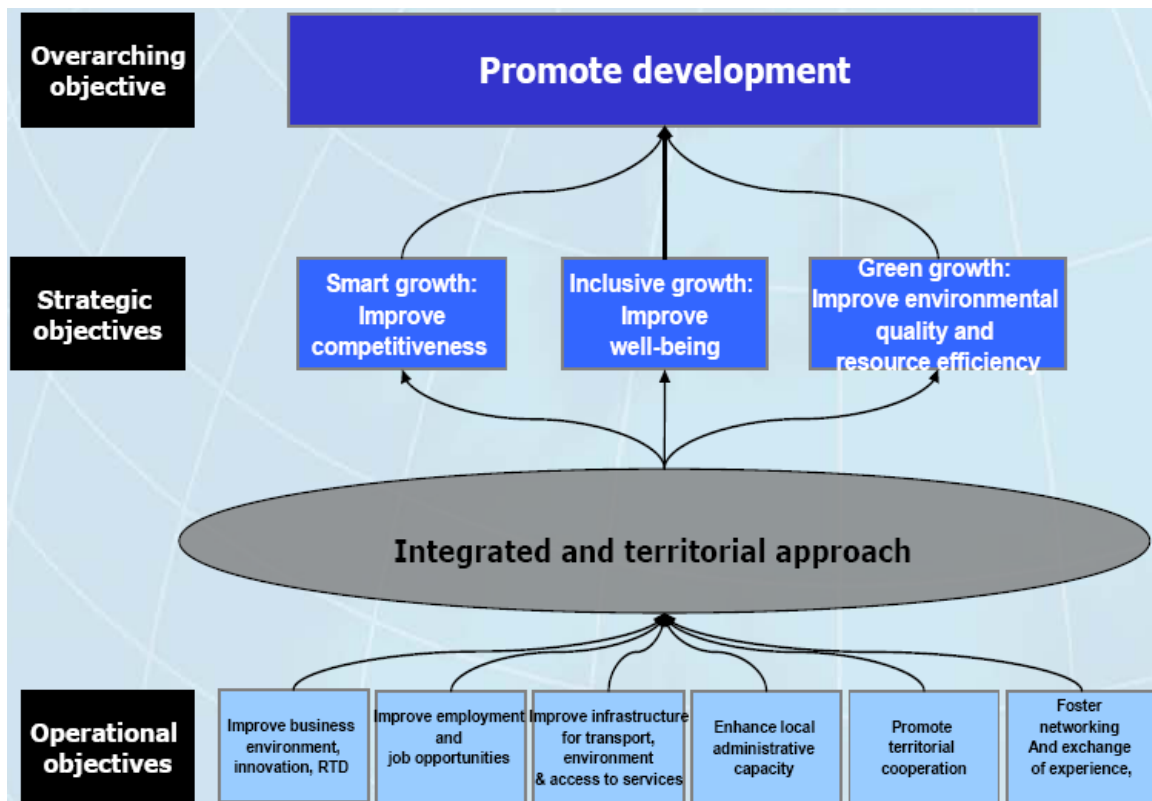 Overarching
objective
Promote development
Strategic
objectives
Smart growth:
Improve
competitiveness
Inclusive growth:
Improve
well-being
Green growth:
Improve environmental
quality and
resource efficiency
Integrated and territorial approach
Operational
objectives
Improve business
environment,
innovation, RTD
Improve employment
and
job opportunities
Improve infrastructure
for transport,
environment
& access to services
Enhance local
administrative
capacity
Promote
territorial
cooperation
Foster
networking
And exchange
of experience,